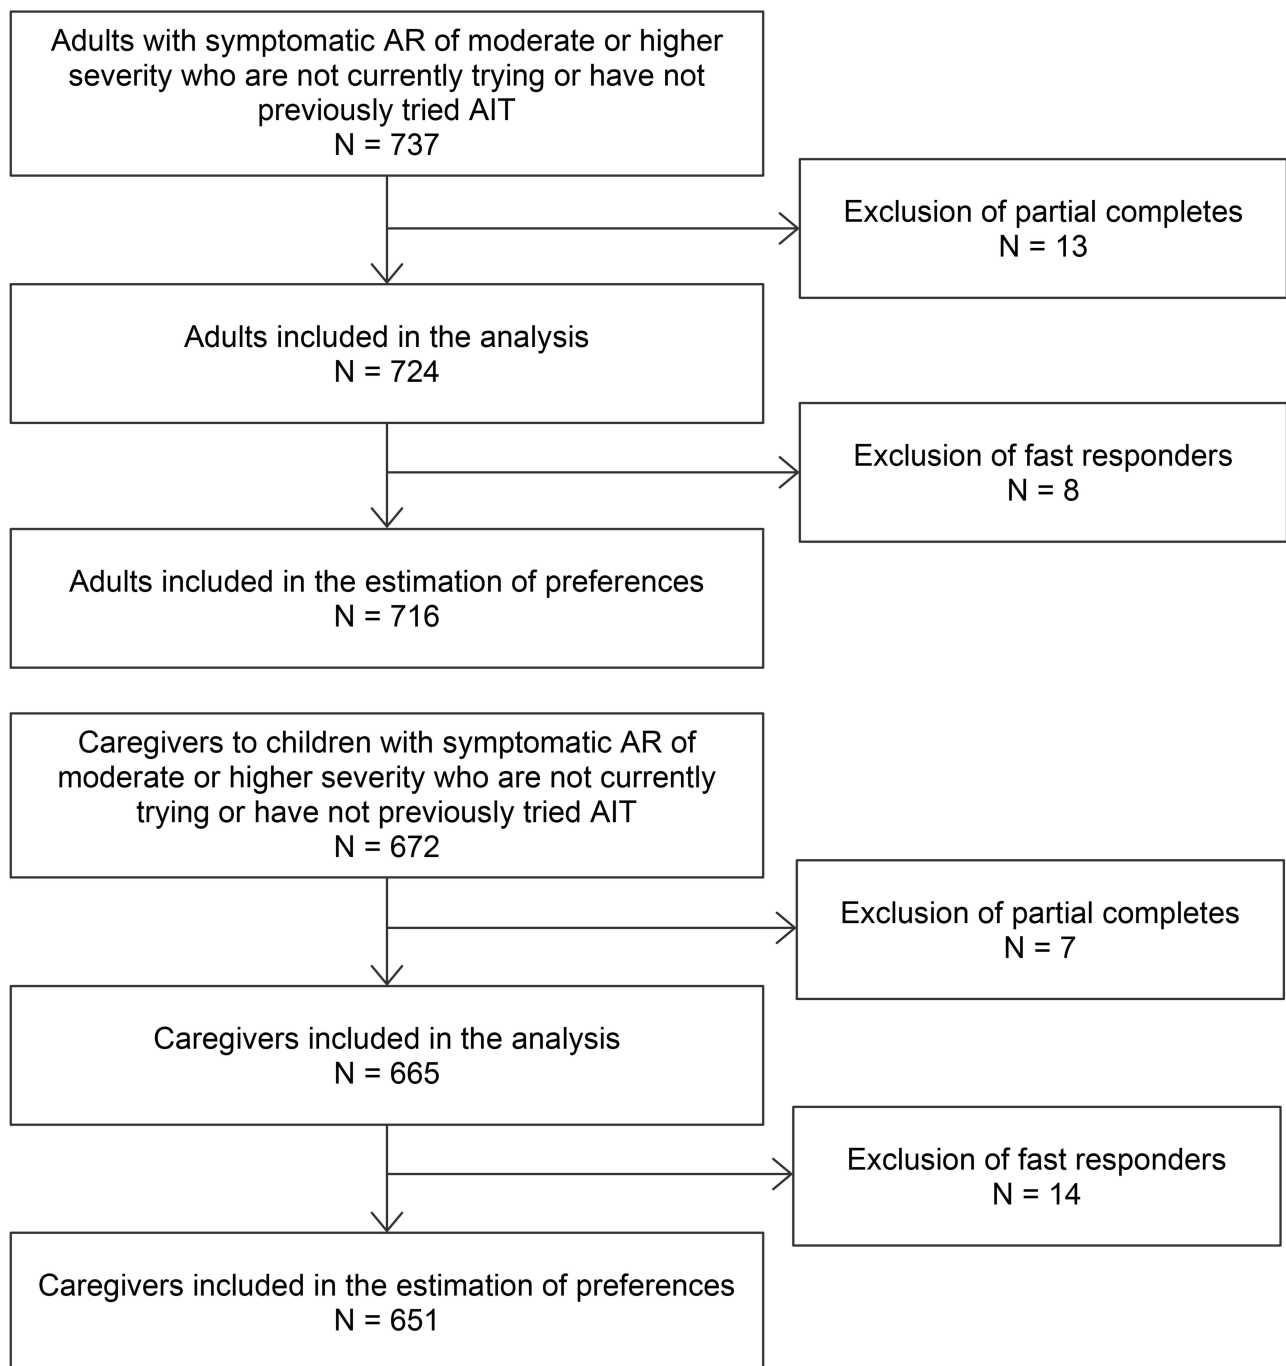 Adults with symptomatic AR of moderate or higher
severity who are not currently trying or have not
previously tried AIT
N = 737
Exclusion of partial completes
N = 13
Adults included in the analysis
N = 724
Exclusion of fast responders
N = 8
Adults included in the estimation of preferences
N = 716
Caregivers to children with symptomatic AR of
moderate or higher severity who are not currently
trying or have not previously tried AIT
N = 672
Exclusion of partial completes
N = 7
Caregivers included in the analysis
N = 665
Exclusion of fast responders
N = 14
Caregivers included in the estimation of preferences
N = 651